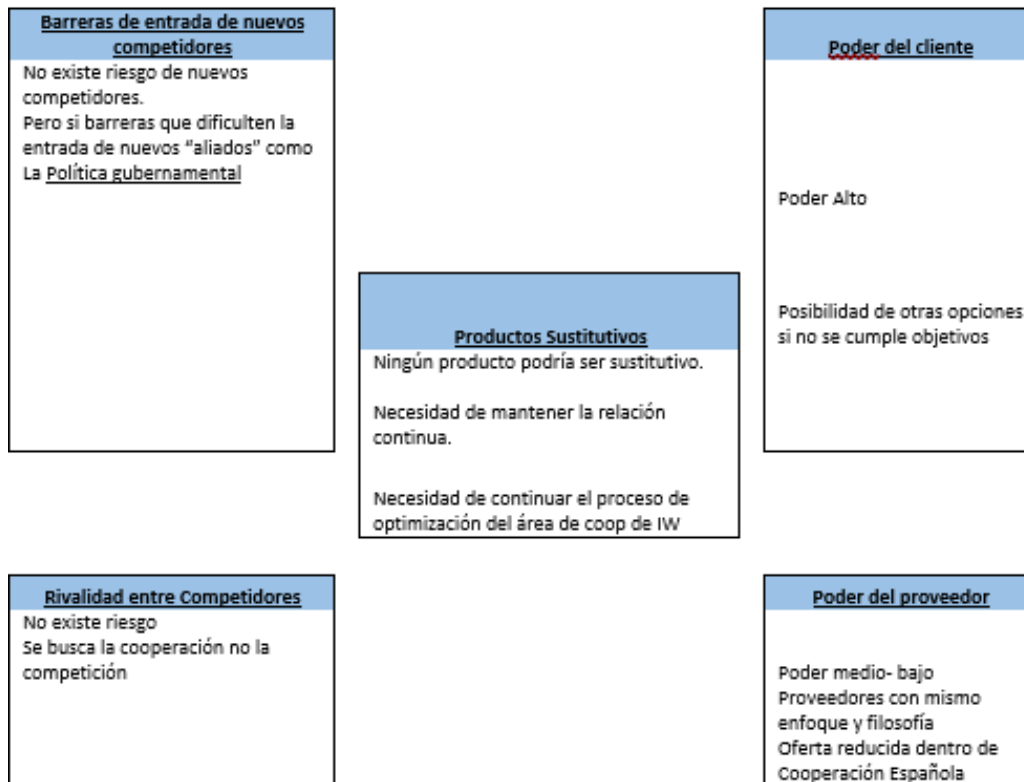 Barreras de entrada de nuevos
competidores
No existe riesgo de nuevos
competidores.
Pero si barreras que dificulten la
entrada de nuevos "aliados" como
La Política gubernamental
Poder del cliente
Poder Alto
Posibilidad de otras opciones
si no se cumple objetivos
Productos Sustitutivos
Ningún producto podría ser sustitutivo.
Necesidad de mantener la relación
continua.
Necesidad de continuar el proceso de
optimización del área de coop de IW
Rivalidad entre Competidores
No existe riesgo
Se busca la cooperación no la
competición
Poder del proveedor
Poder medio- bajo
Proveedores con mismo
enfoque y filosofía
Oferta reducida dentro de
Cooperación Española